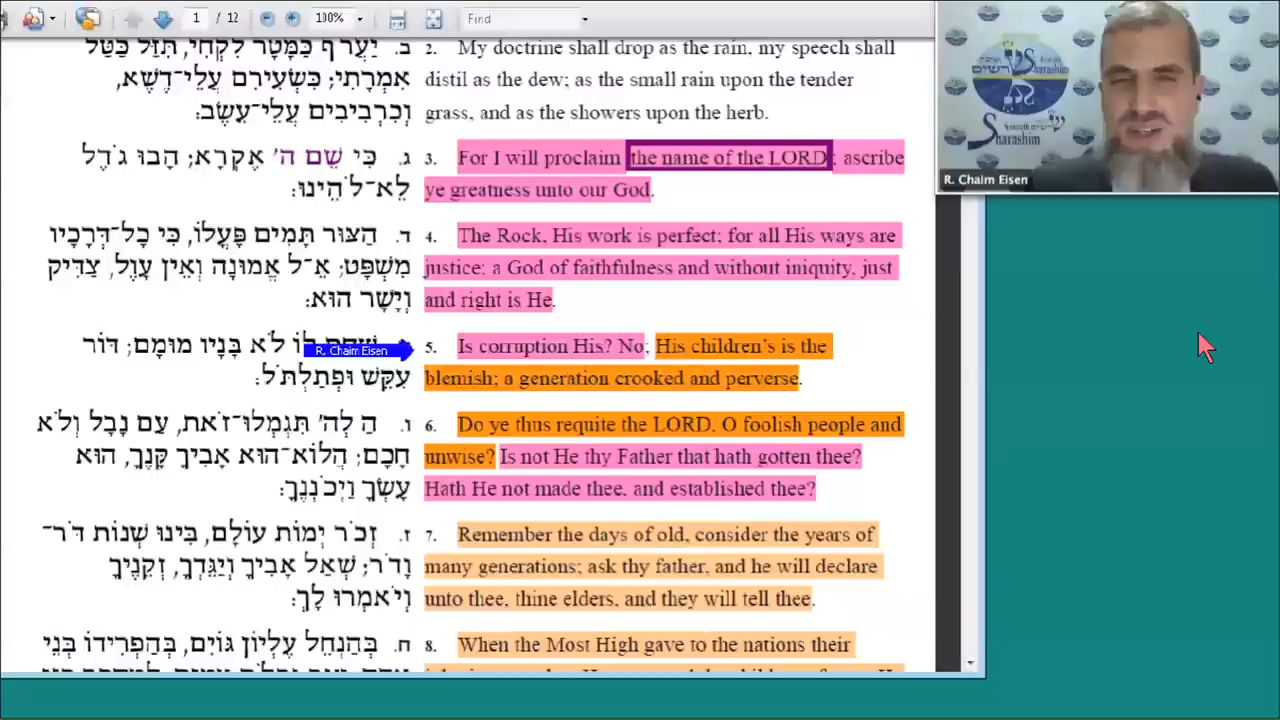 1 / 12 100% Find
ב. יַעֲרֹף כַּמָּטָר לִקְחִי, תִּזַּל כַּטַּל
אִמְרָתִי; כִּשְׂעִירִם עֲלֵי־דֶשֶׁא,
וְכִרְבִיבִים עֲלֵי־עֵשֶׂב:
2. My doctrine shall drop as the rain, my speech shall
distil as the dew; as the small rain upon the tender
grass, and as the showers upon the herb.
ג. כִּי שֵׁם ה' אֶקְרָא; הָבוּ גֹדֶל
לֵא־לֹהֵינוּ:
3. For I will proclaim the name of the LORD; ascribe
ye greatness unto our God.
ד. הַצּוּר תָּמִים פָּעֳלוֹ, כִּי כָל־דְּרָכָיו
מִשְׁפָּט; אֵ־ל אֱמוּנָה וְאֵין עָוֶל, צַדִּיק
וְיָשָׁר הוּא:
4. The Rock, His work is perfect; for all His ways are
justice; a God of faithfulness and without iniquity, just
and right is He.
לֹא בָּנָיו מוּמָם; דּוֹר
עִקֵּשׁ וּפְתַלְתֹּל:
R. Chaim Eisen
5. Is corruption His? No; His children's is the
blemish; a generation crooked and perverse.
ו. הַ לְה' תִּגְמְלוּ־זֹאת, עַם נָבָל וְלֹא
חָכָם; הֲלוֹא־הוּא אָבִיךָ קָּנֶךָ, הוּא
עָשְׂךָ וַיְכֹנְנֶךָ:
6. Do ye thus requite the LORD, O foolish people and
unwise? Is not He thy Father that hath gotten thee?
Hath He not made thee, and established thee?
ז. זְכֹר יְמוֹת עוֹלָם, בִּינוּ שְׁנוֹת דֹּר־
וָדֹר; שְׁאַל אָבִיךָ וְיַגֵּדְךָ, זְקֵנֶיךָ
וְיֹאמְרוּ לָךְ:
7. Remember the days of old, consider the years of
many generations; ask thy father, and he will declare
unto thee, thine elders, and they will tell thee.
ח. בְּהַנְחֵל עֶלְיוֹן גּוֹיִם, בְּהַפְרִידוֹ בְּנֵי
8. When the Most High gave to the nations their
Sharashim
שרשים
Sharashim
R. Chaim Eisen